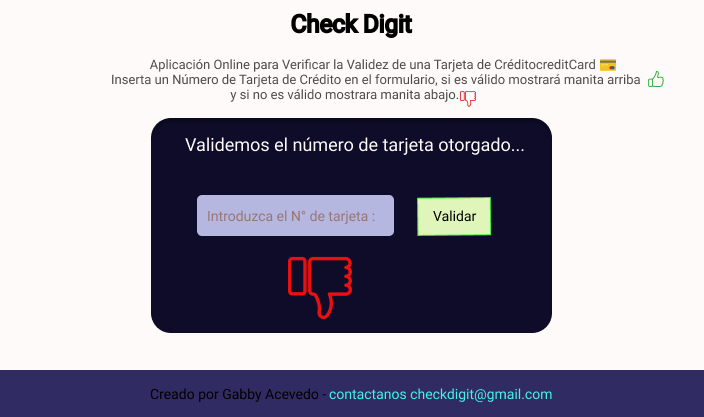 Check Digit
Aplicación Online para Verificar la Validez de una Tarjeta de CréditocreditCard
Inserta un Número de Tarjeta de Crédito en el formulario, si es válido mostrará manita arriba
y si no es válido mostrara manita abajo.
Validemos el número de tarjeta otorgado...
Introduzca el N° de tarjeta :
Validar
Creado por Gabby Acevedo - contactanos checkdigit@gmail.com